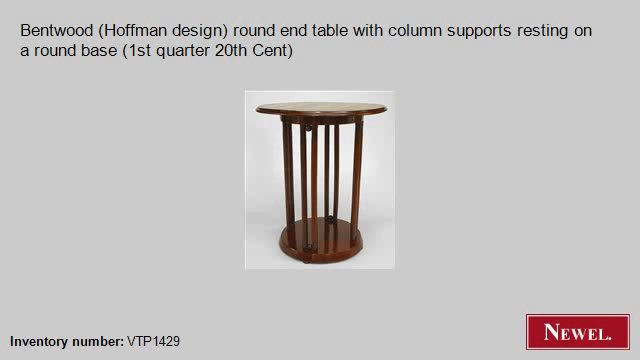 Bentwood (Hoffman design) round end table with column supports resting on
a round base (1st quarter 20th Cent)
Inventory number: VTP1429
NEWEL.